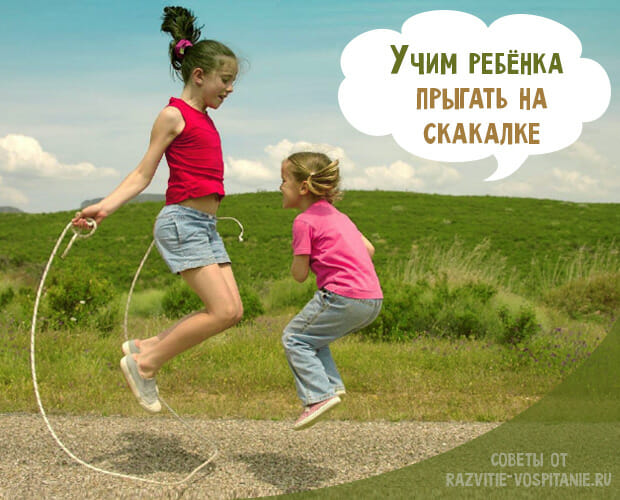 Учим ребёнка
прыгать на
скакалке
советы от
razvitie-vospitanie.ru